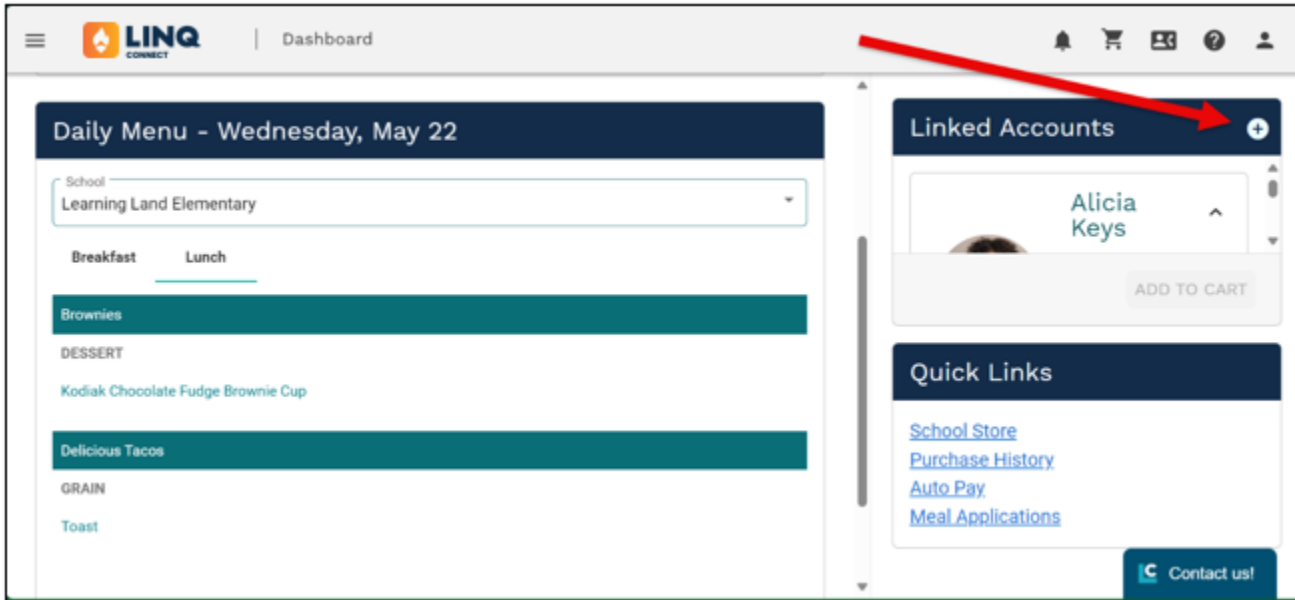 LINQ
CONNECT
Dashboard
Daily Menu - Wednesday, May 22
School
Learning Land Elementary
Breakfast Lunch
Brownies
DESSERT
Kodiak Chocolate Fudge Brownie Cup
Delicious Tacos
GRAIN
Toast
Linked Accounts
Alicia
Keys
ADD TO CART
Quick Links
School Store
Purchase History
Auto Pay
Meal Applications
LC Contact us!